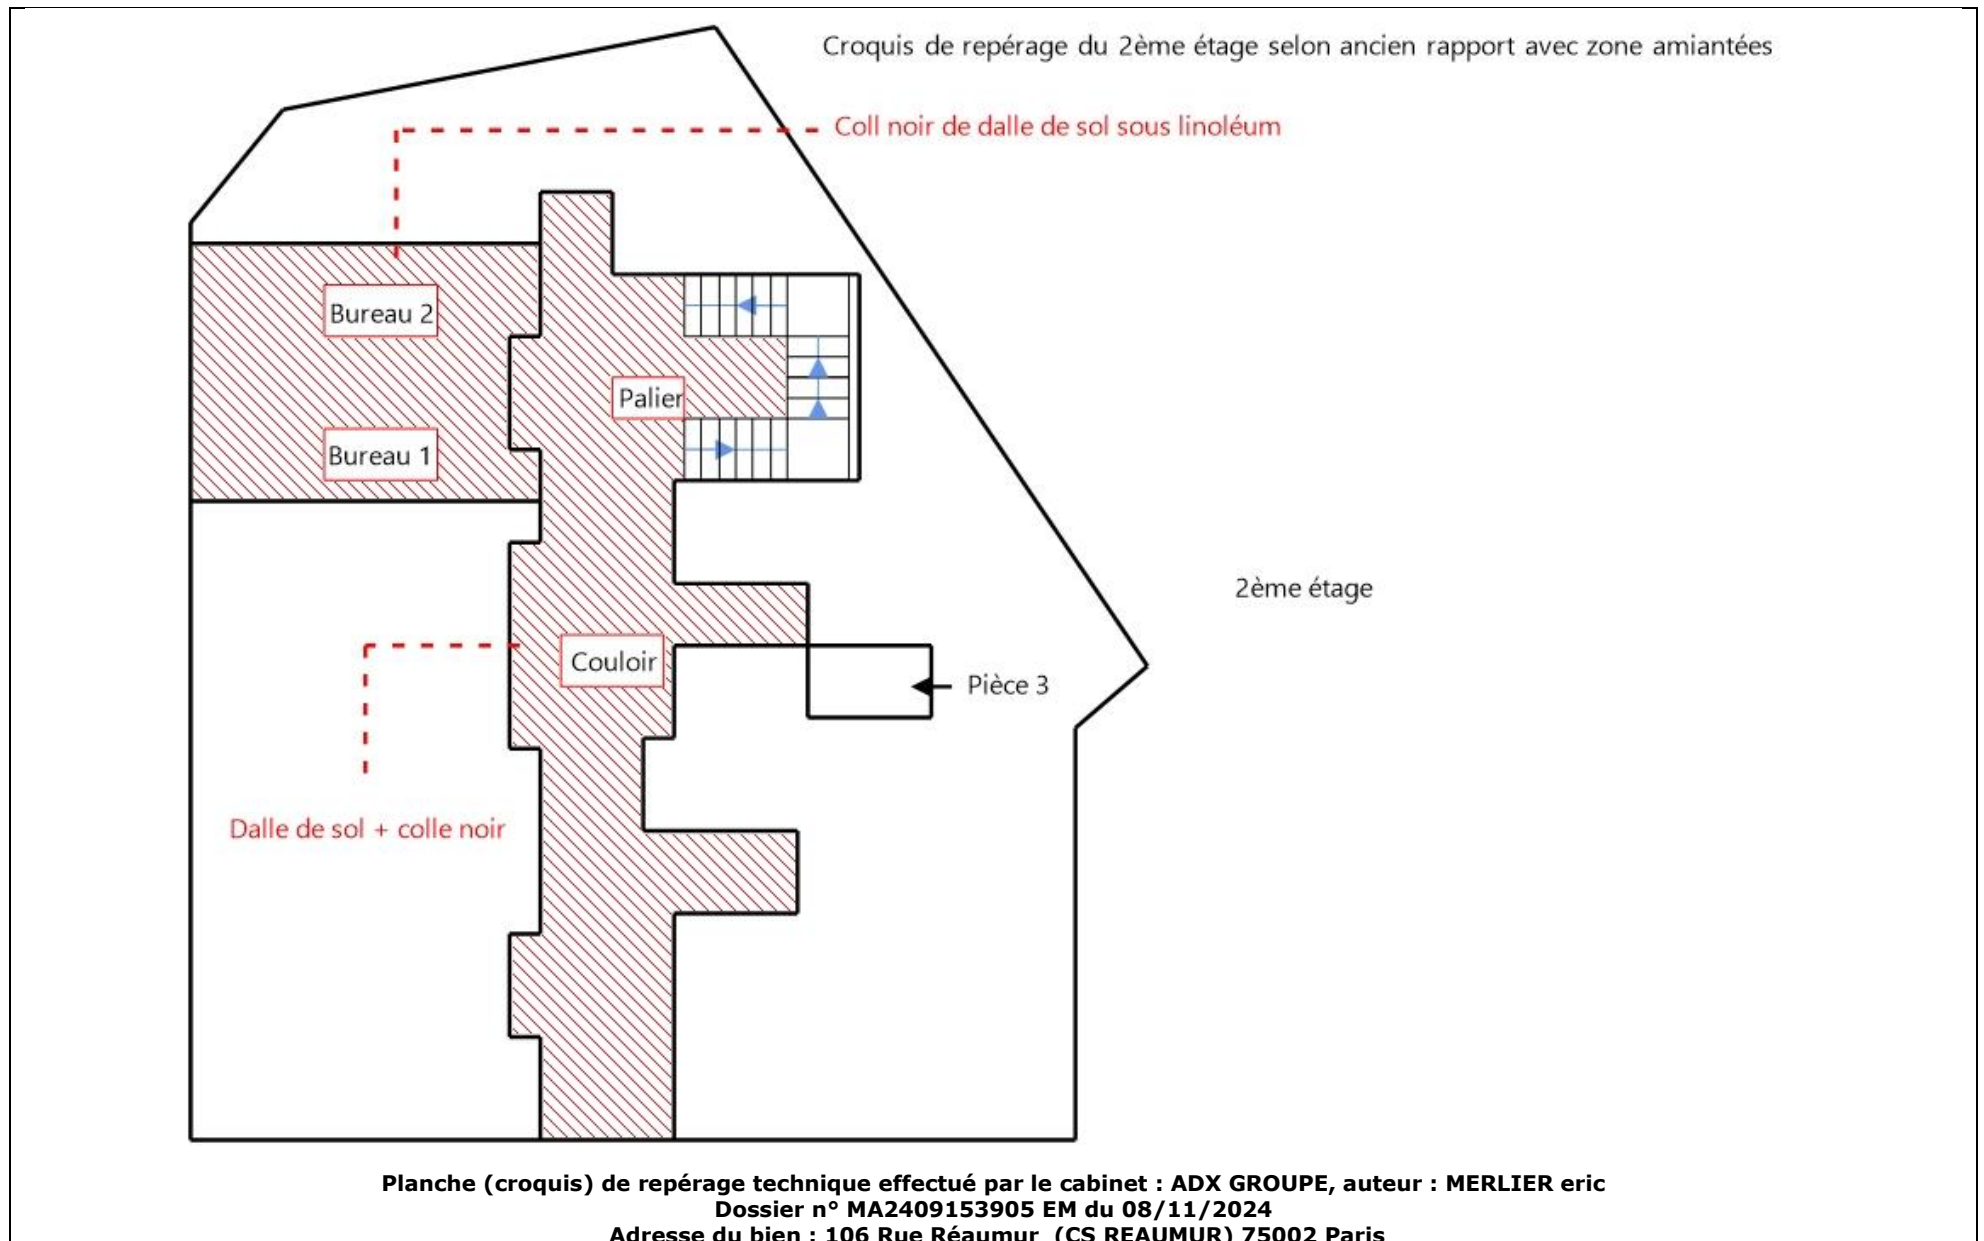 Croquis de repérage du 2ème étage selon ancien rapport avec zone amiantées
Coll noir de dalle de sol sous linoléum
Bureau 2
Palier
Bureau 1
2ème étage
Couloir
Pièce 3
Dalle de sol + colle noir
Planche (croquis) de repérage technique effectué par le cabinet : ADX GROUPE, auteur : MERLIER eric
Dossier n° MA2409153905 EM du 08/11/2024
Adresse du bien : 106 Rue Réaumur (CS REAUMUR) 75002 Paris